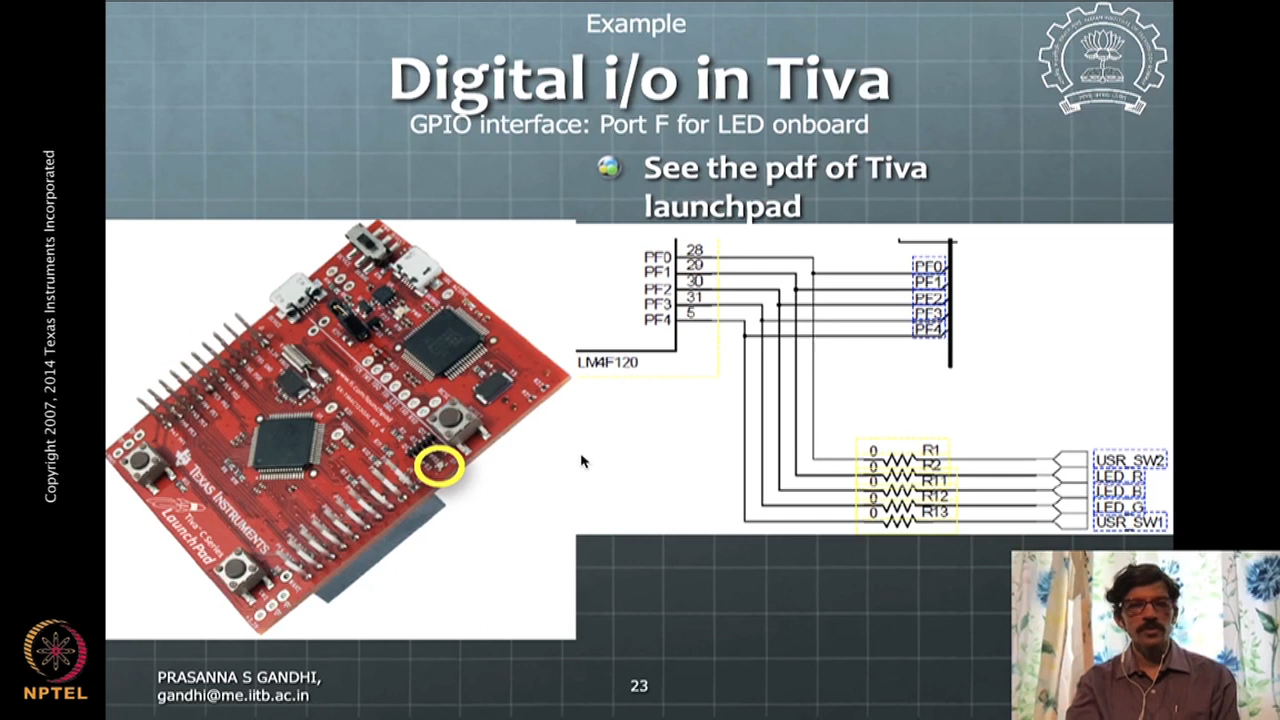 Example
Digital i/o in Tiva
GPIO interface: Port F for LED onboard
See the pdf of Tiva
launchpad
Copyright 2007, 2014 Texas Instruments Incorporated
PF0 28
PF1 29
PF2 30
PF3 31
PF4 5
LM4F120
PF0
PF1
PF2
PF3
PF4
0 R1
0 R2
0 R11
0 R12
0 R13
USR_SW2
LED_R
LED_B
LED_G
USR_SW1
TEXAS INSTRUMENTS
Tiva C Series
LaunchPad
PRASANNA S GANDHI,
gandhi@me.iitb.ac.in
23
NPTEL